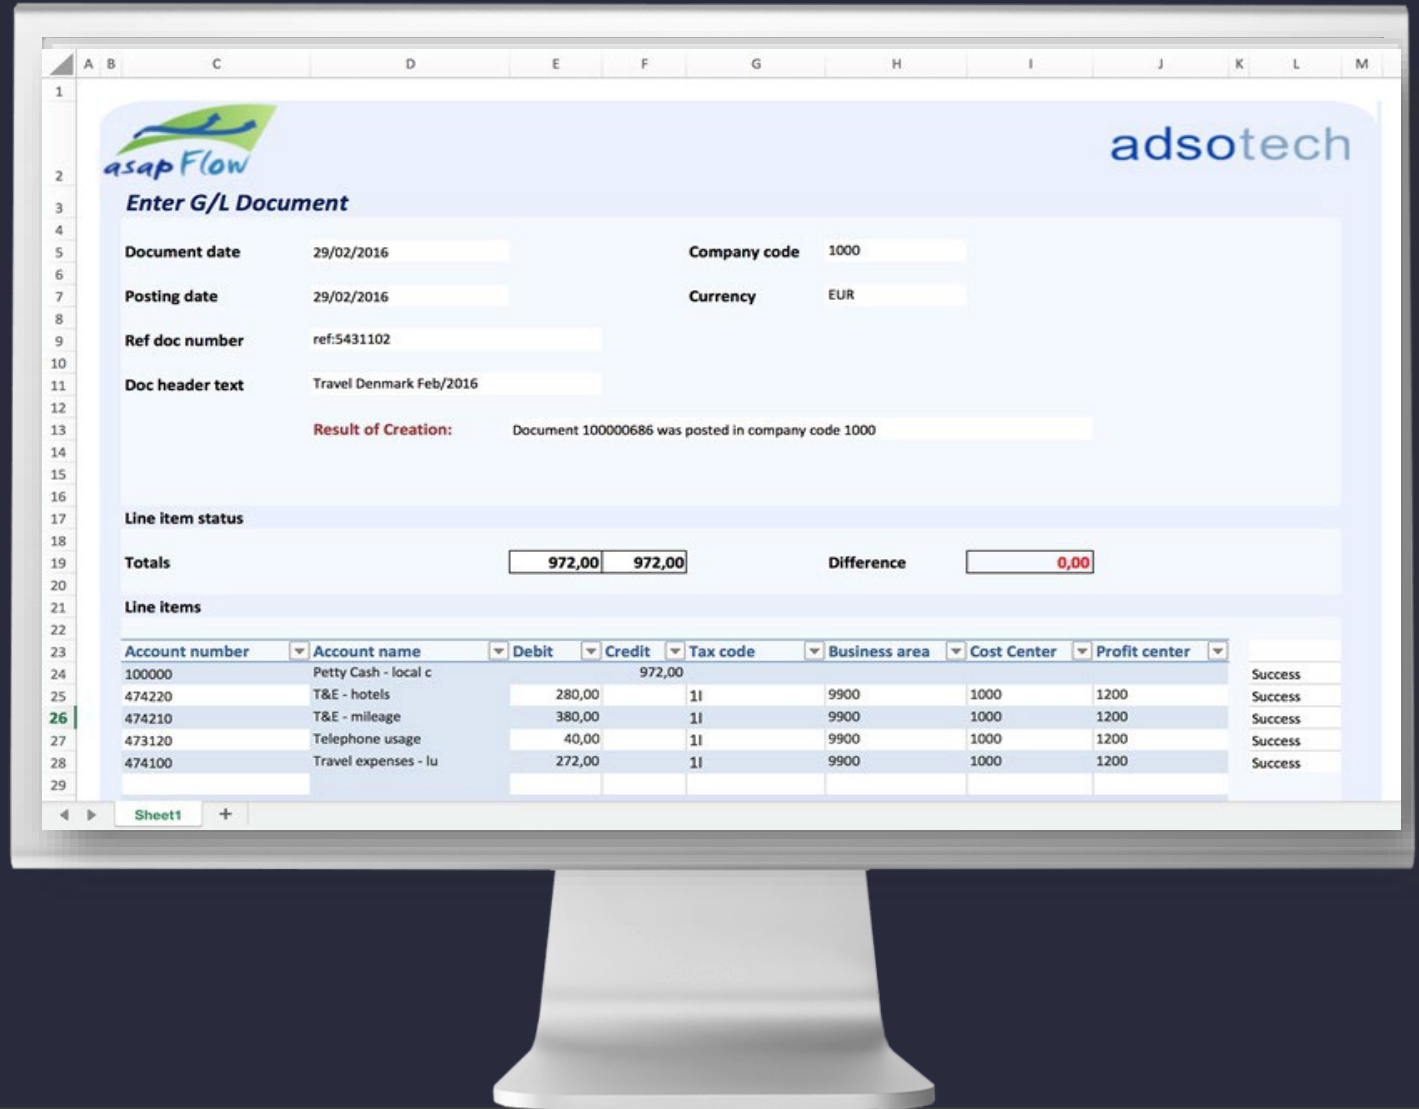 A B C D E F G H I J K L M
1
asap Flow adsotech
2
3 Enter G/L Document
4
5 Document date 29/02/2016 Company code 1000
6
7 Posting date 29/02/2016 Currency EUR
8
9 Ref doc number ref:5431102
10
11 Doc header text Travel Denmark Feb/2016
12
13 Result of Creation: Document 100000686 was posted in company code 1000
14
15
16
17 Line item status
18
19 Totals 972,00 972,00 Difference 0,00
20
21 Line items
22
23 Account number Account name Debit Credit Tax code Business area Cost Center Profit center
24 100000 Petty Cash - local c 972,00 Success
25 474220 T&E - hotels 280,00 1I 9900 1000 1200 Success
26 474210 T&E - mileage 380,00 1I 9900 1000 1200 Success
27 473120 Telephone usage 40,00 1I 9900 1000 1200 Success
28 474100 Travel expenses - lu 272,00 1I 9900 1000 1200 Success
29
Sheet1 +